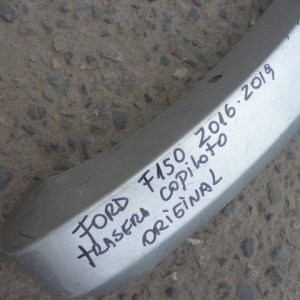 FORD F150 2016.2019
TRASERA COPILOTO
ORIGINAL